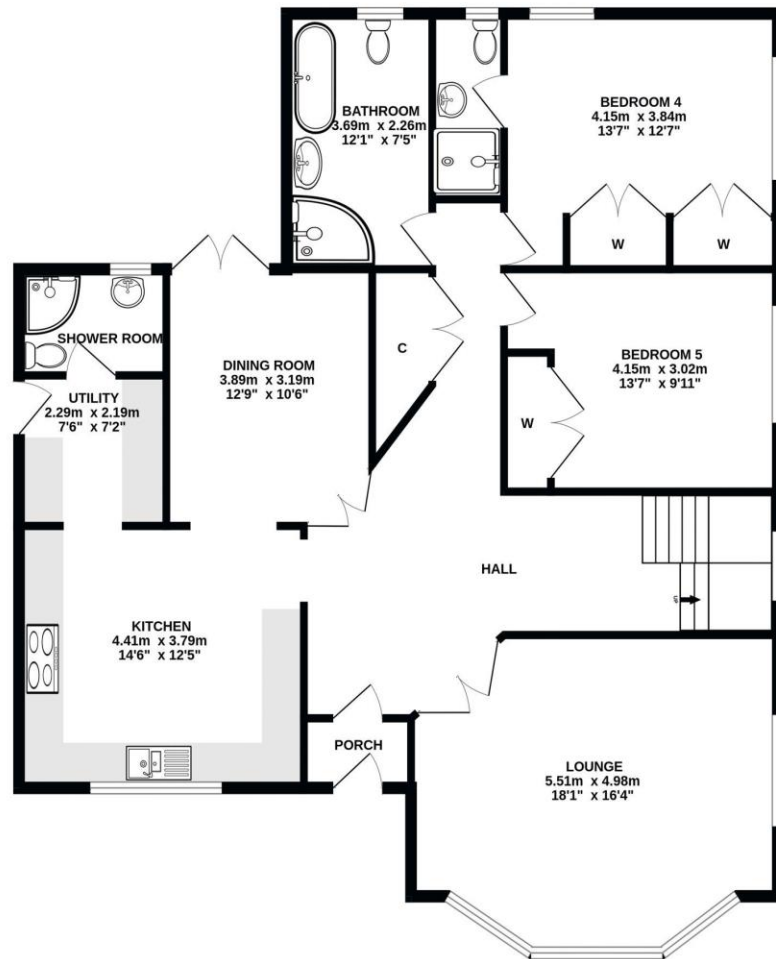 BATHROOM
3.69m x 2.26m
12'1" x 7'5"
BEDROOM 4
4.15m x 3.84m
13'7" x 12'7"
W
W
SHOWER ROOM
DINING ROOM
3.89m x 3.19m
12'9" x 10'6"
C
BEDROOM 5
4.15m x 3.02m
13'7" x 9'11"
W
UTILITY
2.29m x 2.19m
7'6" x 7'2"
HALL
UP
KITCHEN
4.41m x 3.79m
14'6" x 12'5"
PORCH
LOUNGE
5.51m x 4.98m
18'1" x 16'4"